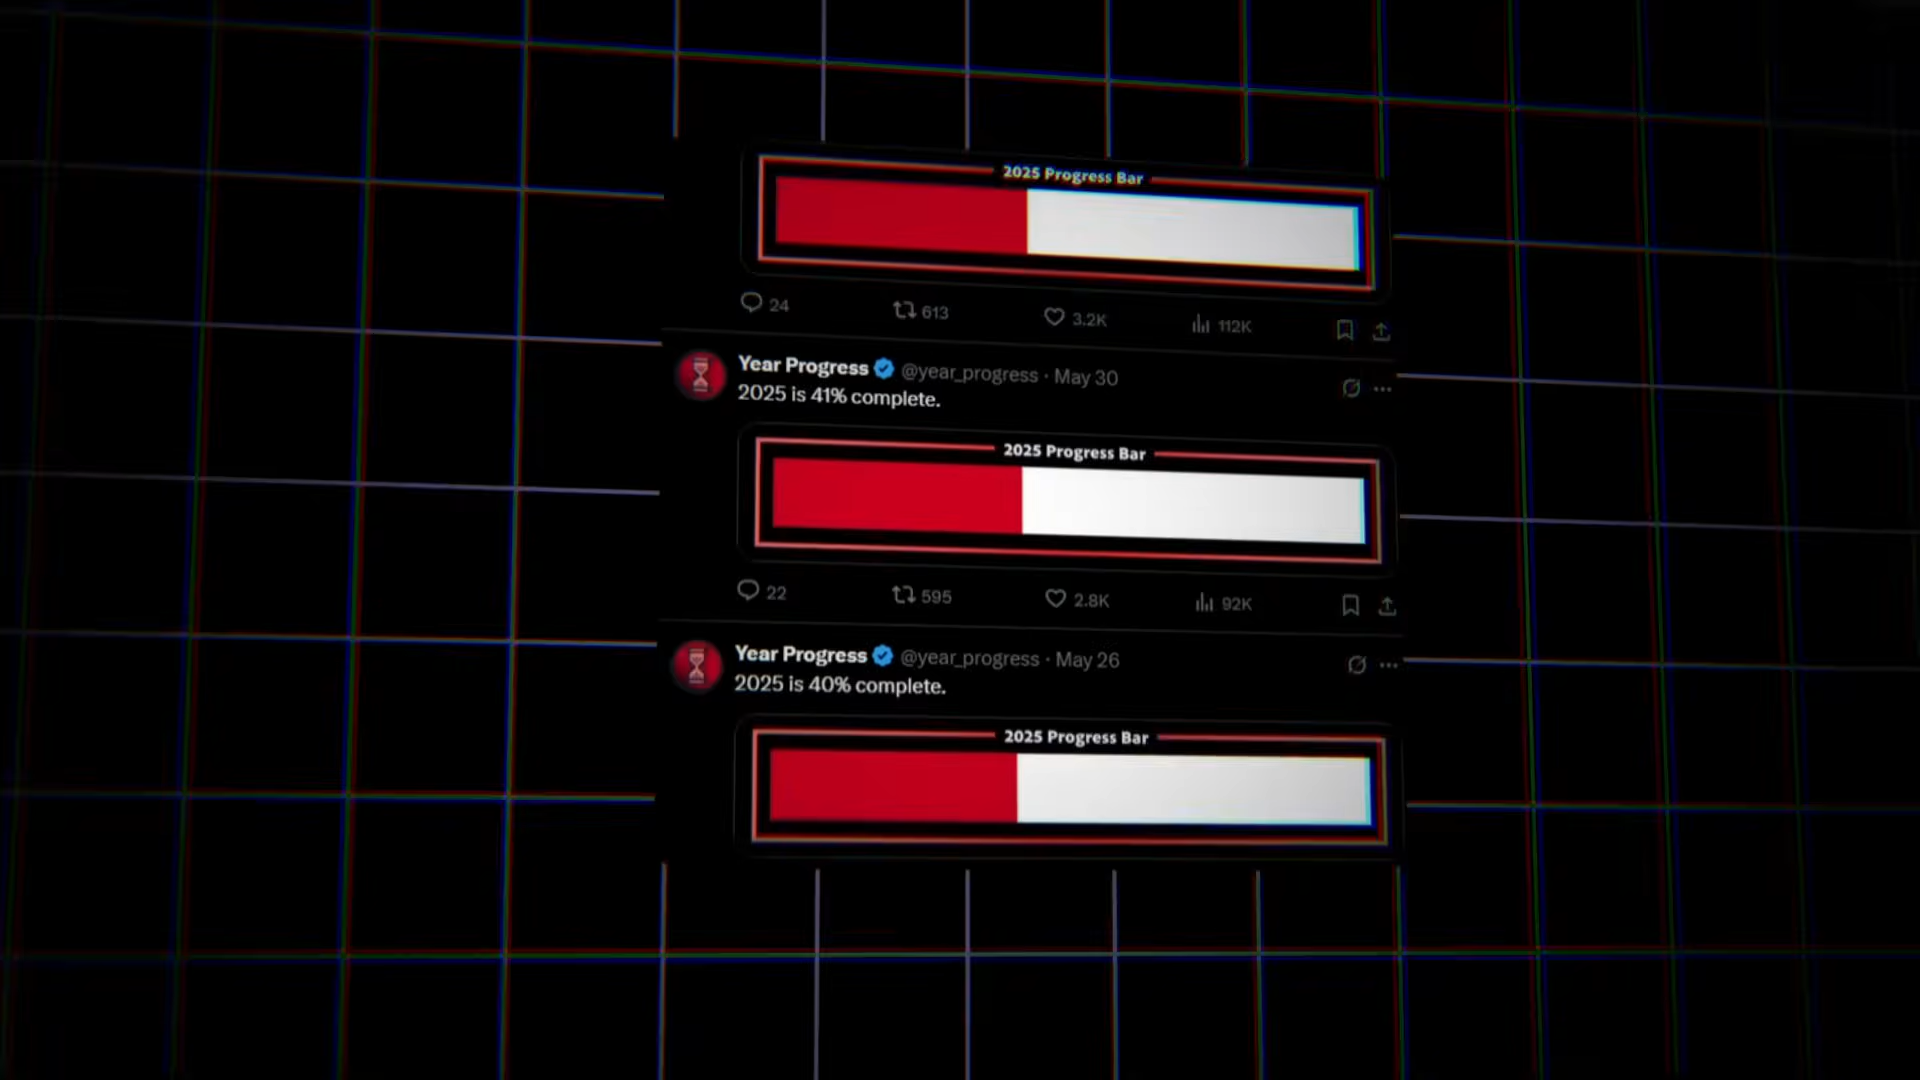 2025 Progress Bar
24 613 3.2K 112K
Year Progress @year_progress · May 30
2025 is 41% complete.
2025 Progress Bar
22 595 2.8K 92K
Year Progress @year_progress · May 26
2025 is 40% complete.
2025 Progress Bar